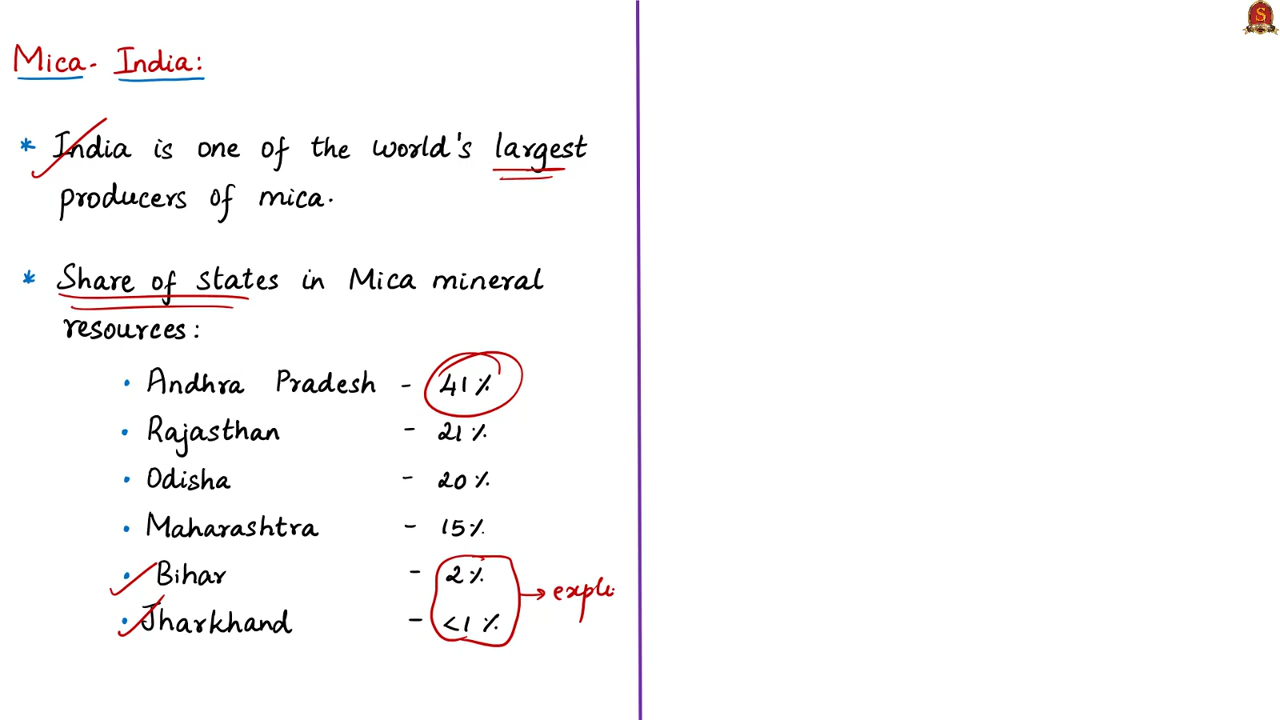 Mica - India:
* India is one of the world's largest
producers of mica.
* Share of states in Mica mineral
resources:
• Andhra Pradesh - 41%
• Rajasthan - 21%
• Odisha - 20%
• Maharashtra - 15%
• Bihar - 2%
• Jharkhand - <1%
→ explo